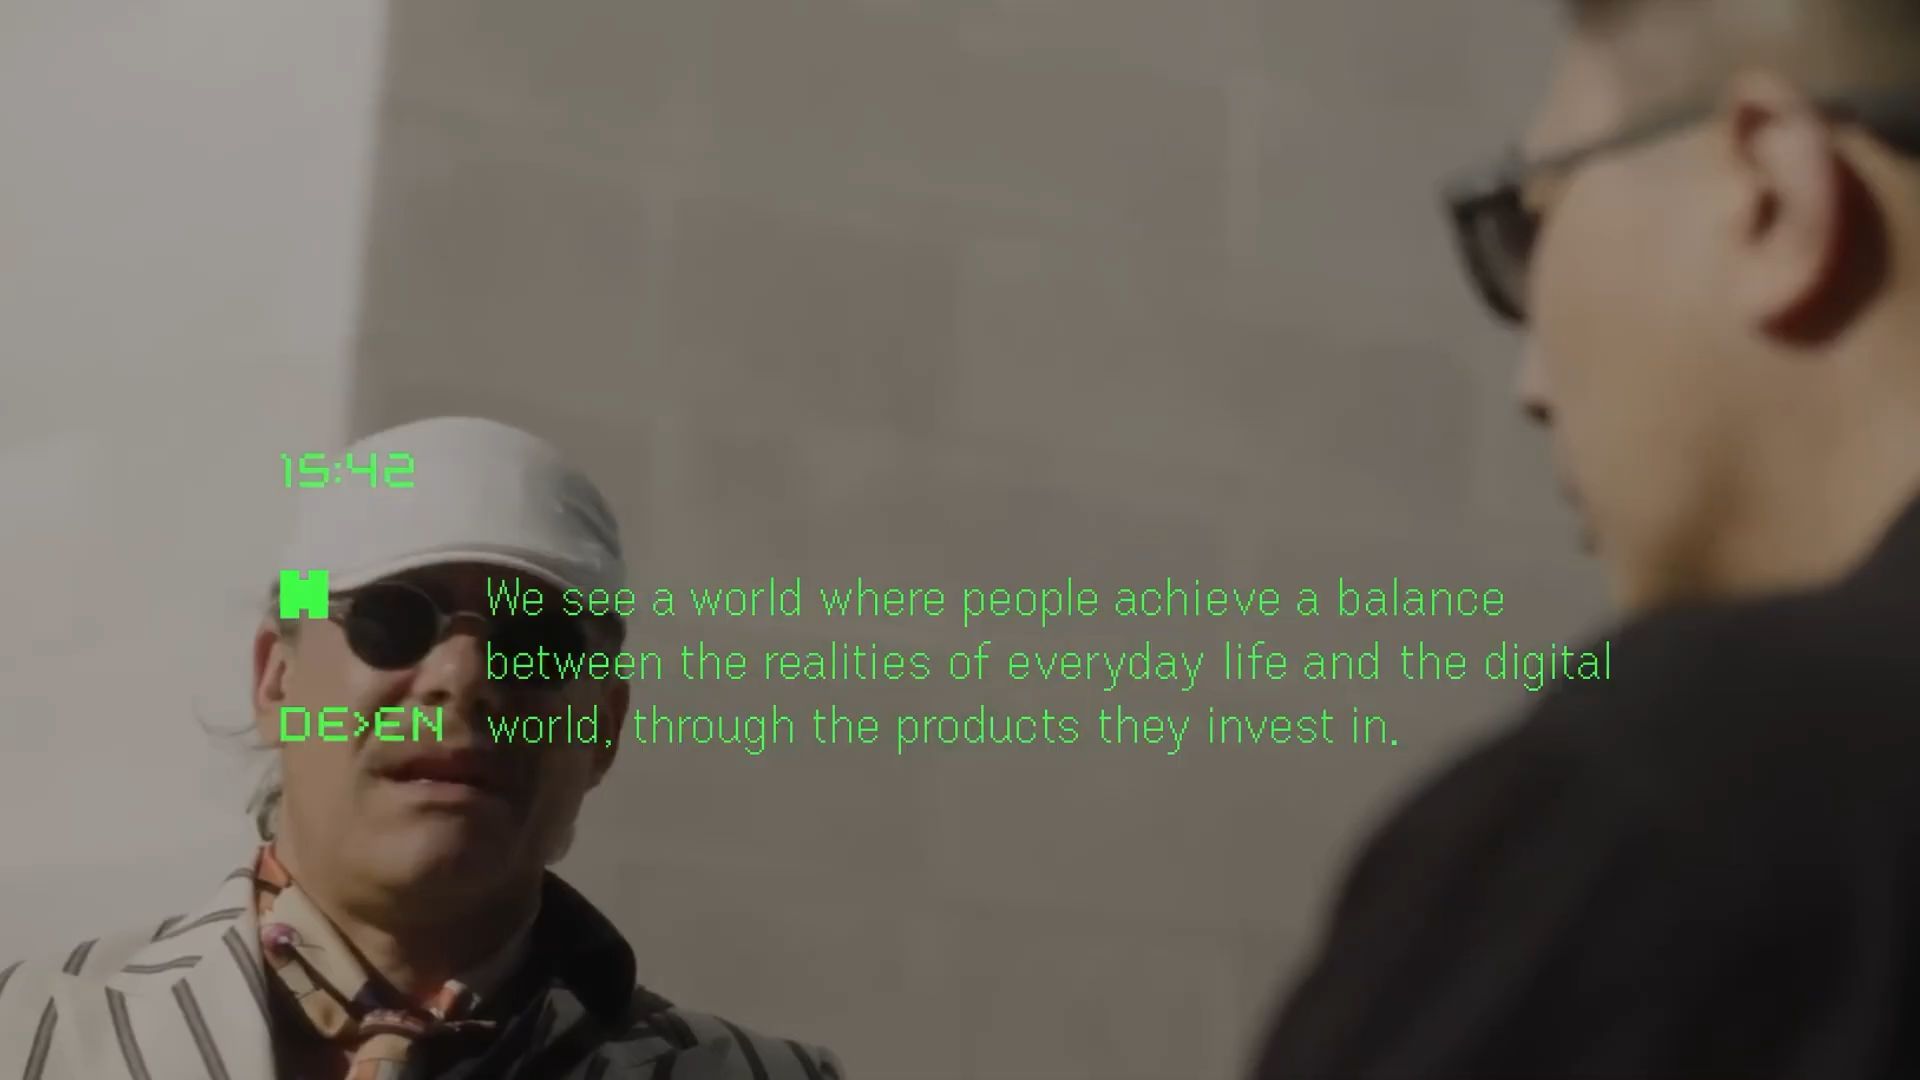 15:42
We see a world where people achieve a balance
between the realities of everyday life and the digital
DE>EN world, through the products they invest in.